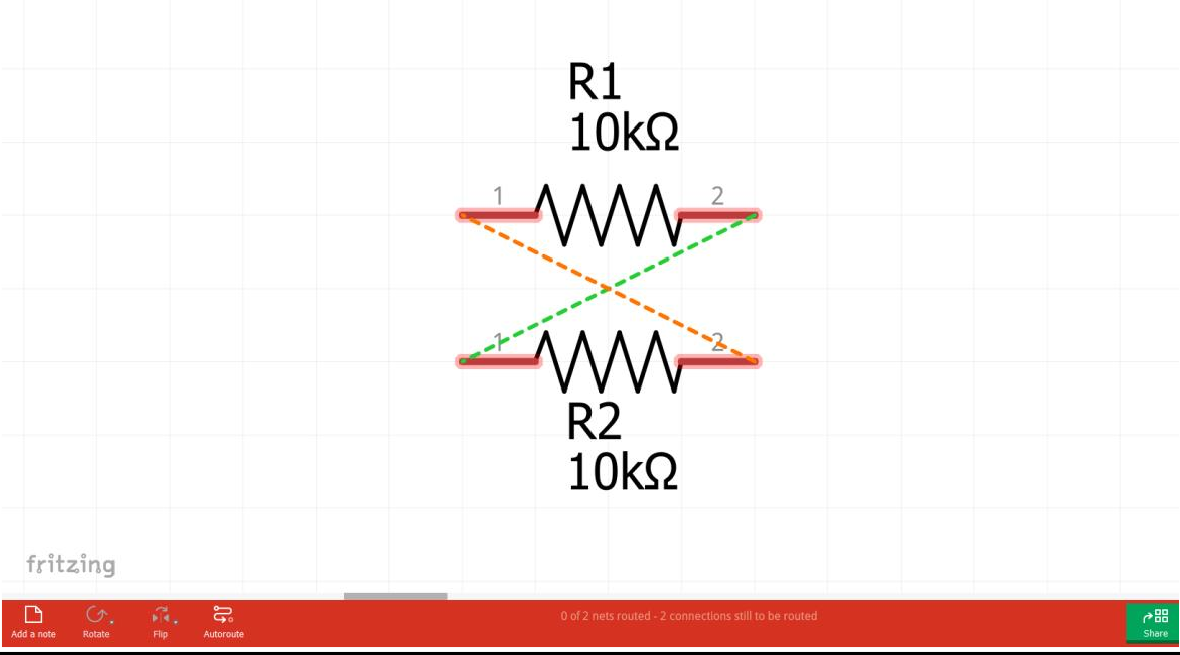 R1
10kΩ
1 2
1 2
R2
10kΩ
fritzing
0 of 2 nets routed - 2 connections still to be routed
Add a note Rotate Flip Autoroute Share